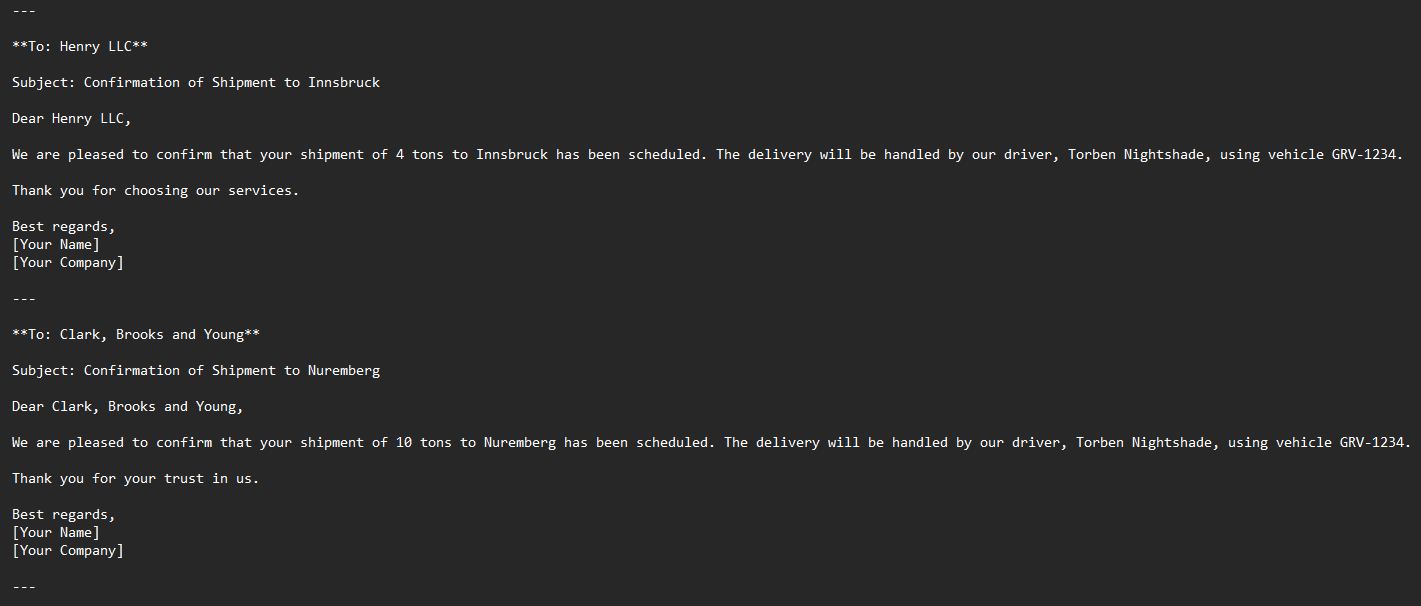 ---
**To: Henry LLC**
Subject: Confirmation of Shipment to Innsbruck
Dear Henry LLC,
We are pleased to confirm that your shipment of 4 tons to Innsbruck has been scheduled. The delivery will be handled by our driver, Torben Nightshade, using vehicle GRV-1234.
Thank you for choosing our services.
Best regards,
[Your Name]
[Your Company]
---
**To: Clark, Brooks and Young**
Subject: Confirmation of Shipment to Nuremberg
Dear Clark, Brooks and Young,
We are pleased to confirm that your shipment of 10 tons to Nuremberg has been scheduled. The delivery will be handled by our driver, Torben Nightshade, using vehicle GRV-1234.
Thank you for your trust in us.
Best regards,
[Your Name]
[Your Company]
---